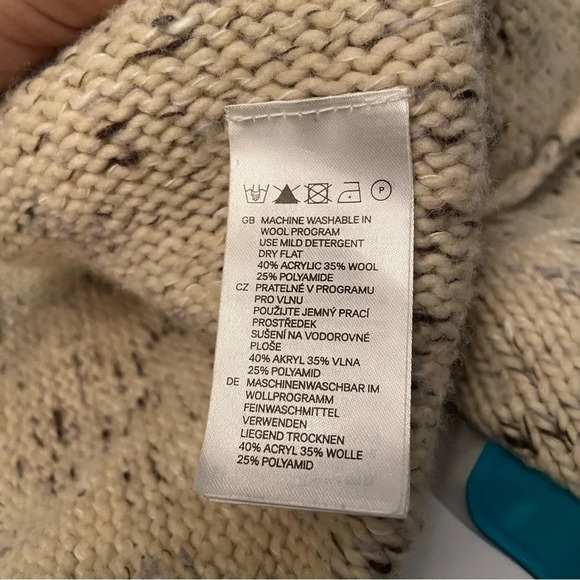 P
GB MACHINE WASHABLE IN
WOOL PROGRAM
USE MILD DETERGENT
DRY FLAT
40% ACRYLIC 35% WOOL
25% POLYAMIDE
CZ PRATELNÉ V PROGRAMU
PRO VLNU
POUŽIJTE JEMNÝ PRACÍ
PROSTŘEDEK
SUŠENÍ NA VODOROVNÉ
PLOŠE
40% AKRYL 35% VLNA
25% POLYAMID
DE MASCHINENWASCHBAR IM
WOLLPROGRAMM
FEINWASCHMITTEL
VERWENDEN
LIEGEND TROCKNEN
40% ACRYL 35% WOLLE
25% POLYAMID